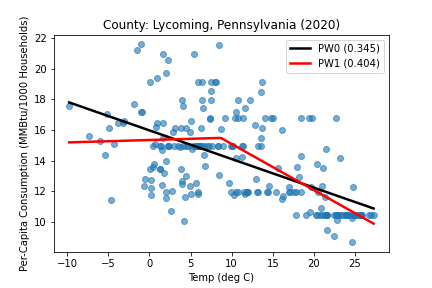 County: Lycoming, Pennsylvania (2020)
PW0 (0.345)
PW1 (0.404)
Per-Capita Consumption (MMBtu/1000 Households)
22
20
18
16
14
12
10
−10 −5 0 5 10 15 20 25
Temp (deg C)